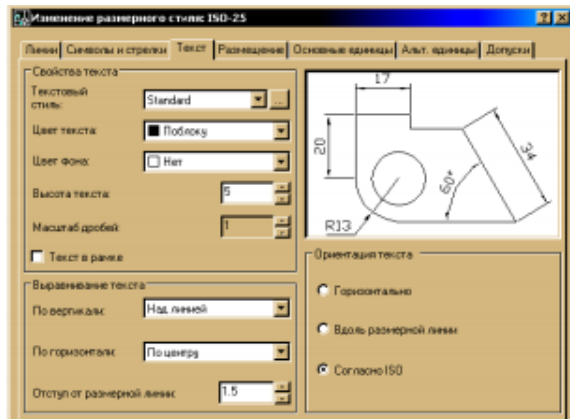 Изменение размерного стиля: ISO-25
Линии Символы и стрелки Текст Размещение Основные единицы Альт. единицы Допуски
Свойства текста
Текстовый стиль: Standard ...
Цвет текста: Поблоку
Цвет фона: Нет
Высота текста: 5
Масштаб дробей: 1
Текст в рамке
Выравнивание текста
По вертикали: Над линией
По горизонтали: По центру
Отступ от размерной линии: 1.5
17
20
60°
34
R13
Ориентация текста
Горизонтально
Вдоль размерной линии
Согласно ISO